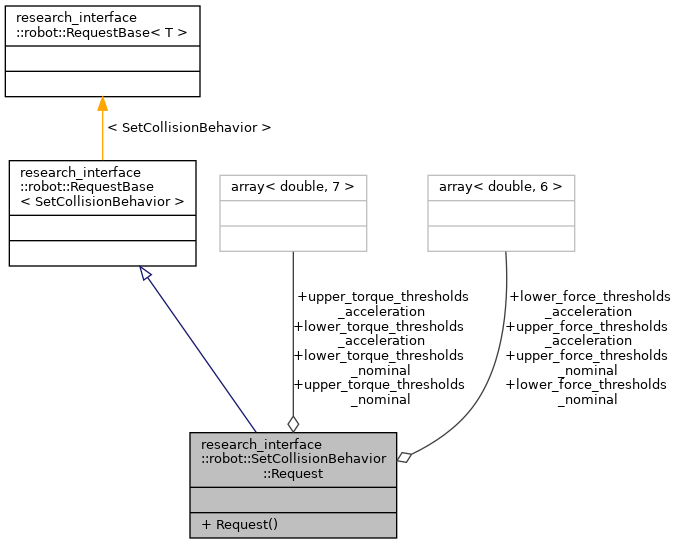 research_interface
::robot::RequestBase< T >
< SetCollisionBehavior >
research_interface
::robot::RequestBase
< SetCollisionBehavior >
array< double, 7 >
array< double, 6 >
+upper_torque_thresholds
_acceleration
+lower_torque_thresholds
_acceleration
+lower_torque_thresholds
_nominal
+upper_torque_thresholds
_nominal
+lower_force_thresholds
_acceleration
+upper_force_thresholds
_acceleration
+upper_force_thresholds
_nominal
+lower_force_thresholds
_nominal
research_interface
::robot::SetCollisionBehavior
::Request
+ Request()